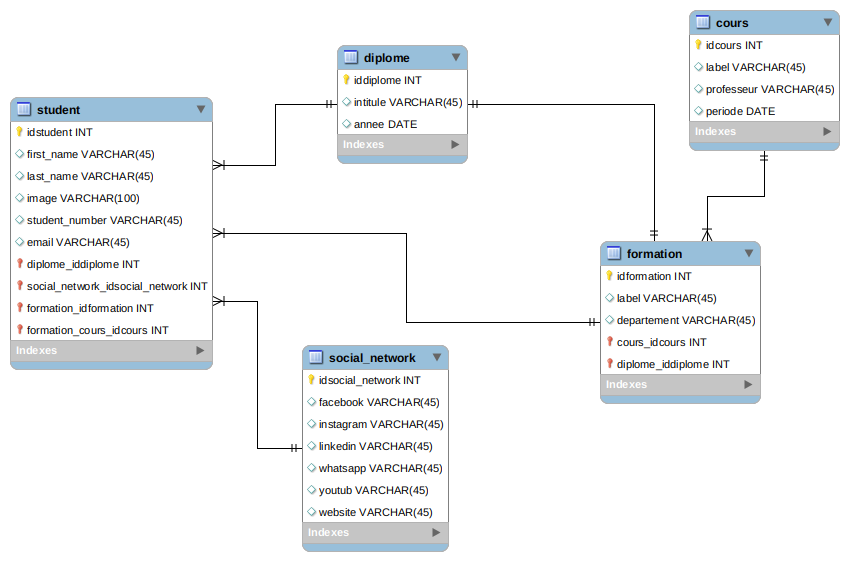 student
idstudent INT
first_name VARCHAR(45)
last_name VARCHAR(45)
image VARCHAR(100)
student_number VARCHAR(45)
email VARCHAR(45)
diplome_iddiplome INT
social_network_idsocial_network INT
formation_idformation INT
formation_cours_idcours INT
Indexes
diplome
iddiplome INT
intitule VARCHAR(45)
annee DATE
Indexes
cours
idcours INT
label VARCHAR(45)
professeur VARCHAR(45)
periode DATE
Indexes
formation
idformation INT
label VARCHAR(45)
departement VARCHAR(45)
cours_idcours INT
diplome_iddiplome INT
Indexes
social_network
idsocial_network INT
facebook VARCHAR(45)
instagram VARCHAR(45)
linkedin VARCHAR(45)
whatsapp VARCHAR(45)
youtub VARCHAR(45)
website VARCHAR(45)
Indexes